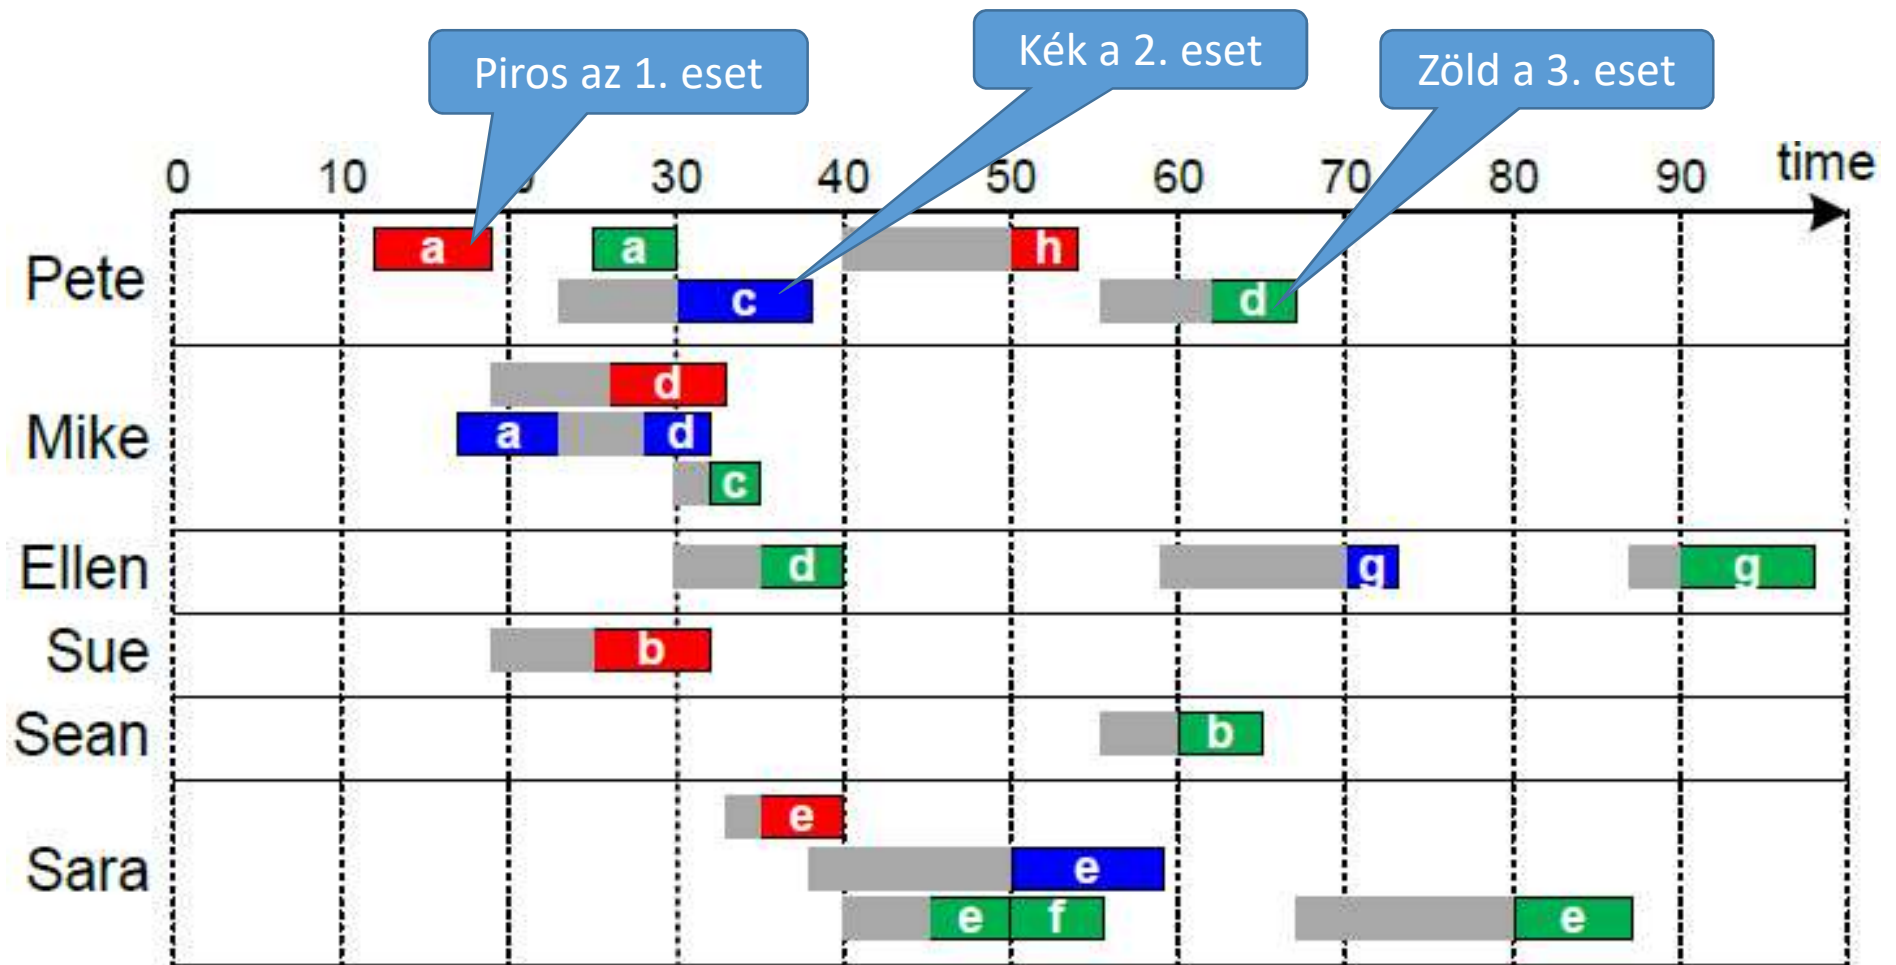 Piros az 1. eset
Kék a 2. eset
Zöld a 3. eset
0 10 30 40 50 60 70 80 90 time
Pete
a a h
c d
Mike
d
a d
c
Ellen
d g g
Sue
b
Sean
b
Sara
e
e
e f e